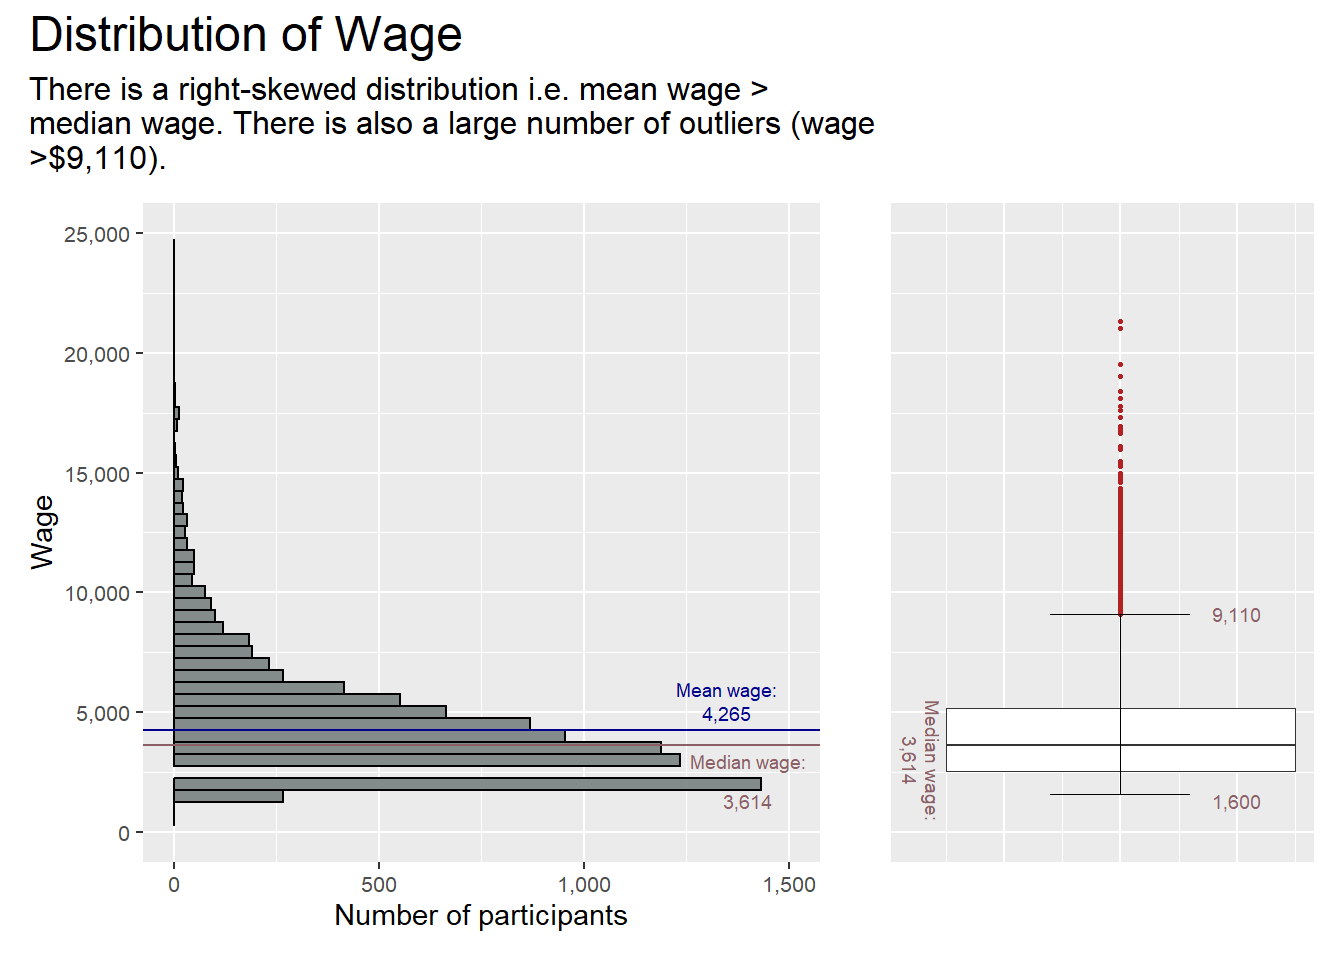 Distribution of Wage
There is a right-skewed distribution i.e. mean wage >
median wage. There is also a large number of outliers (wage
>$9,110).
25,000
20,000
15,000
10,000
5,000
0
Wage
0
500
1,000
1,500
Number of participants
Mean wage:
4,265
Median wage:
3,614
Median wage:
3,614
9,110
1,600